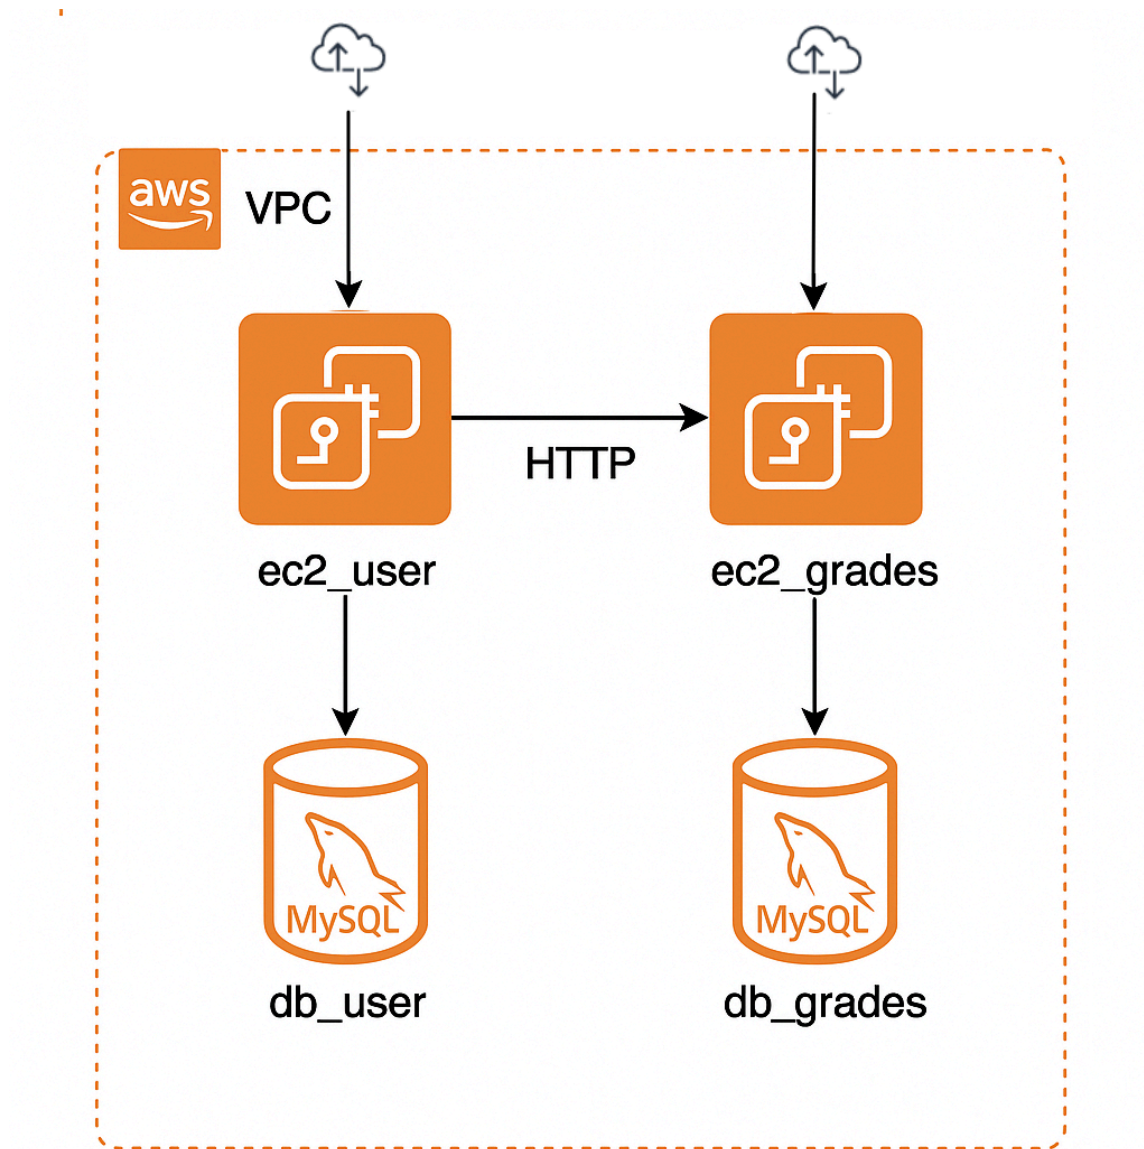 aws
VPC
HTTP
ec2_user
ec2_grades
MySQL
MySQL
db_user
db_grades